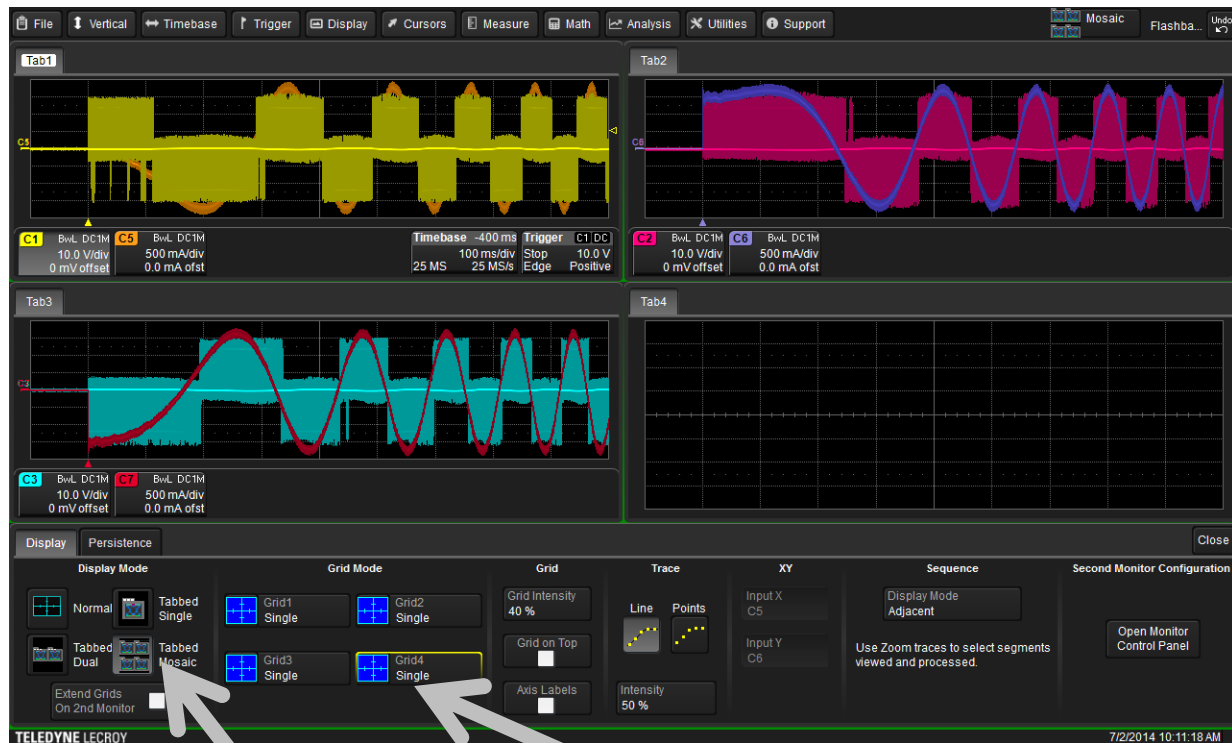 File Vertical Timebase Trigger Display Cursors Measure Math Analysis Utilities Support Mosaic Flashba... Undo
Tab1
C5
C1 BwL DC1M C5 BwL DC1M
10.0 V/div 500 mA/div
0 mV offset 0.0 mA ofst
Timebase -400 ms Trigger C1 DC
100 ms/div Stop 10.0 V
25 MS 25 MS/s Edge Positive
Tab2
C6
C2 BwL DC1M C6 BwL DC1M
10.0 V/div 500 mA/div
0 mV offset 0.0 mA ofst
Tab3
C3
C3 BwL DC1M C7 BwL DC1M
10.0 V/div 500 mA/div
0 mV offset 0.0 mA ofst
Tab4
Display Persistence Close
Display Mode
Normal
Tabbed Single
Tabbed Dual
Tabbed Mosaic
Extend Grids
On 2nd Monitor
Grid Mode
Grid1
Single
Grid2
Single
Grid3
Single
Grid4
Single
Grid
Grid Intensity
40 %
Grid on Top
Axis Labels
Trace
Line Points
Intensity
50 %
XY
Input X
C5
Input Y
C6
Sequence
Display Mode
Adjacent
Use Zoom traces to select segments
viewed and processed.
Second Monitor Configuration
Open Monitor
Control Panel
TELEDYNE LECROY 7/2/2014 10:11:18 AM